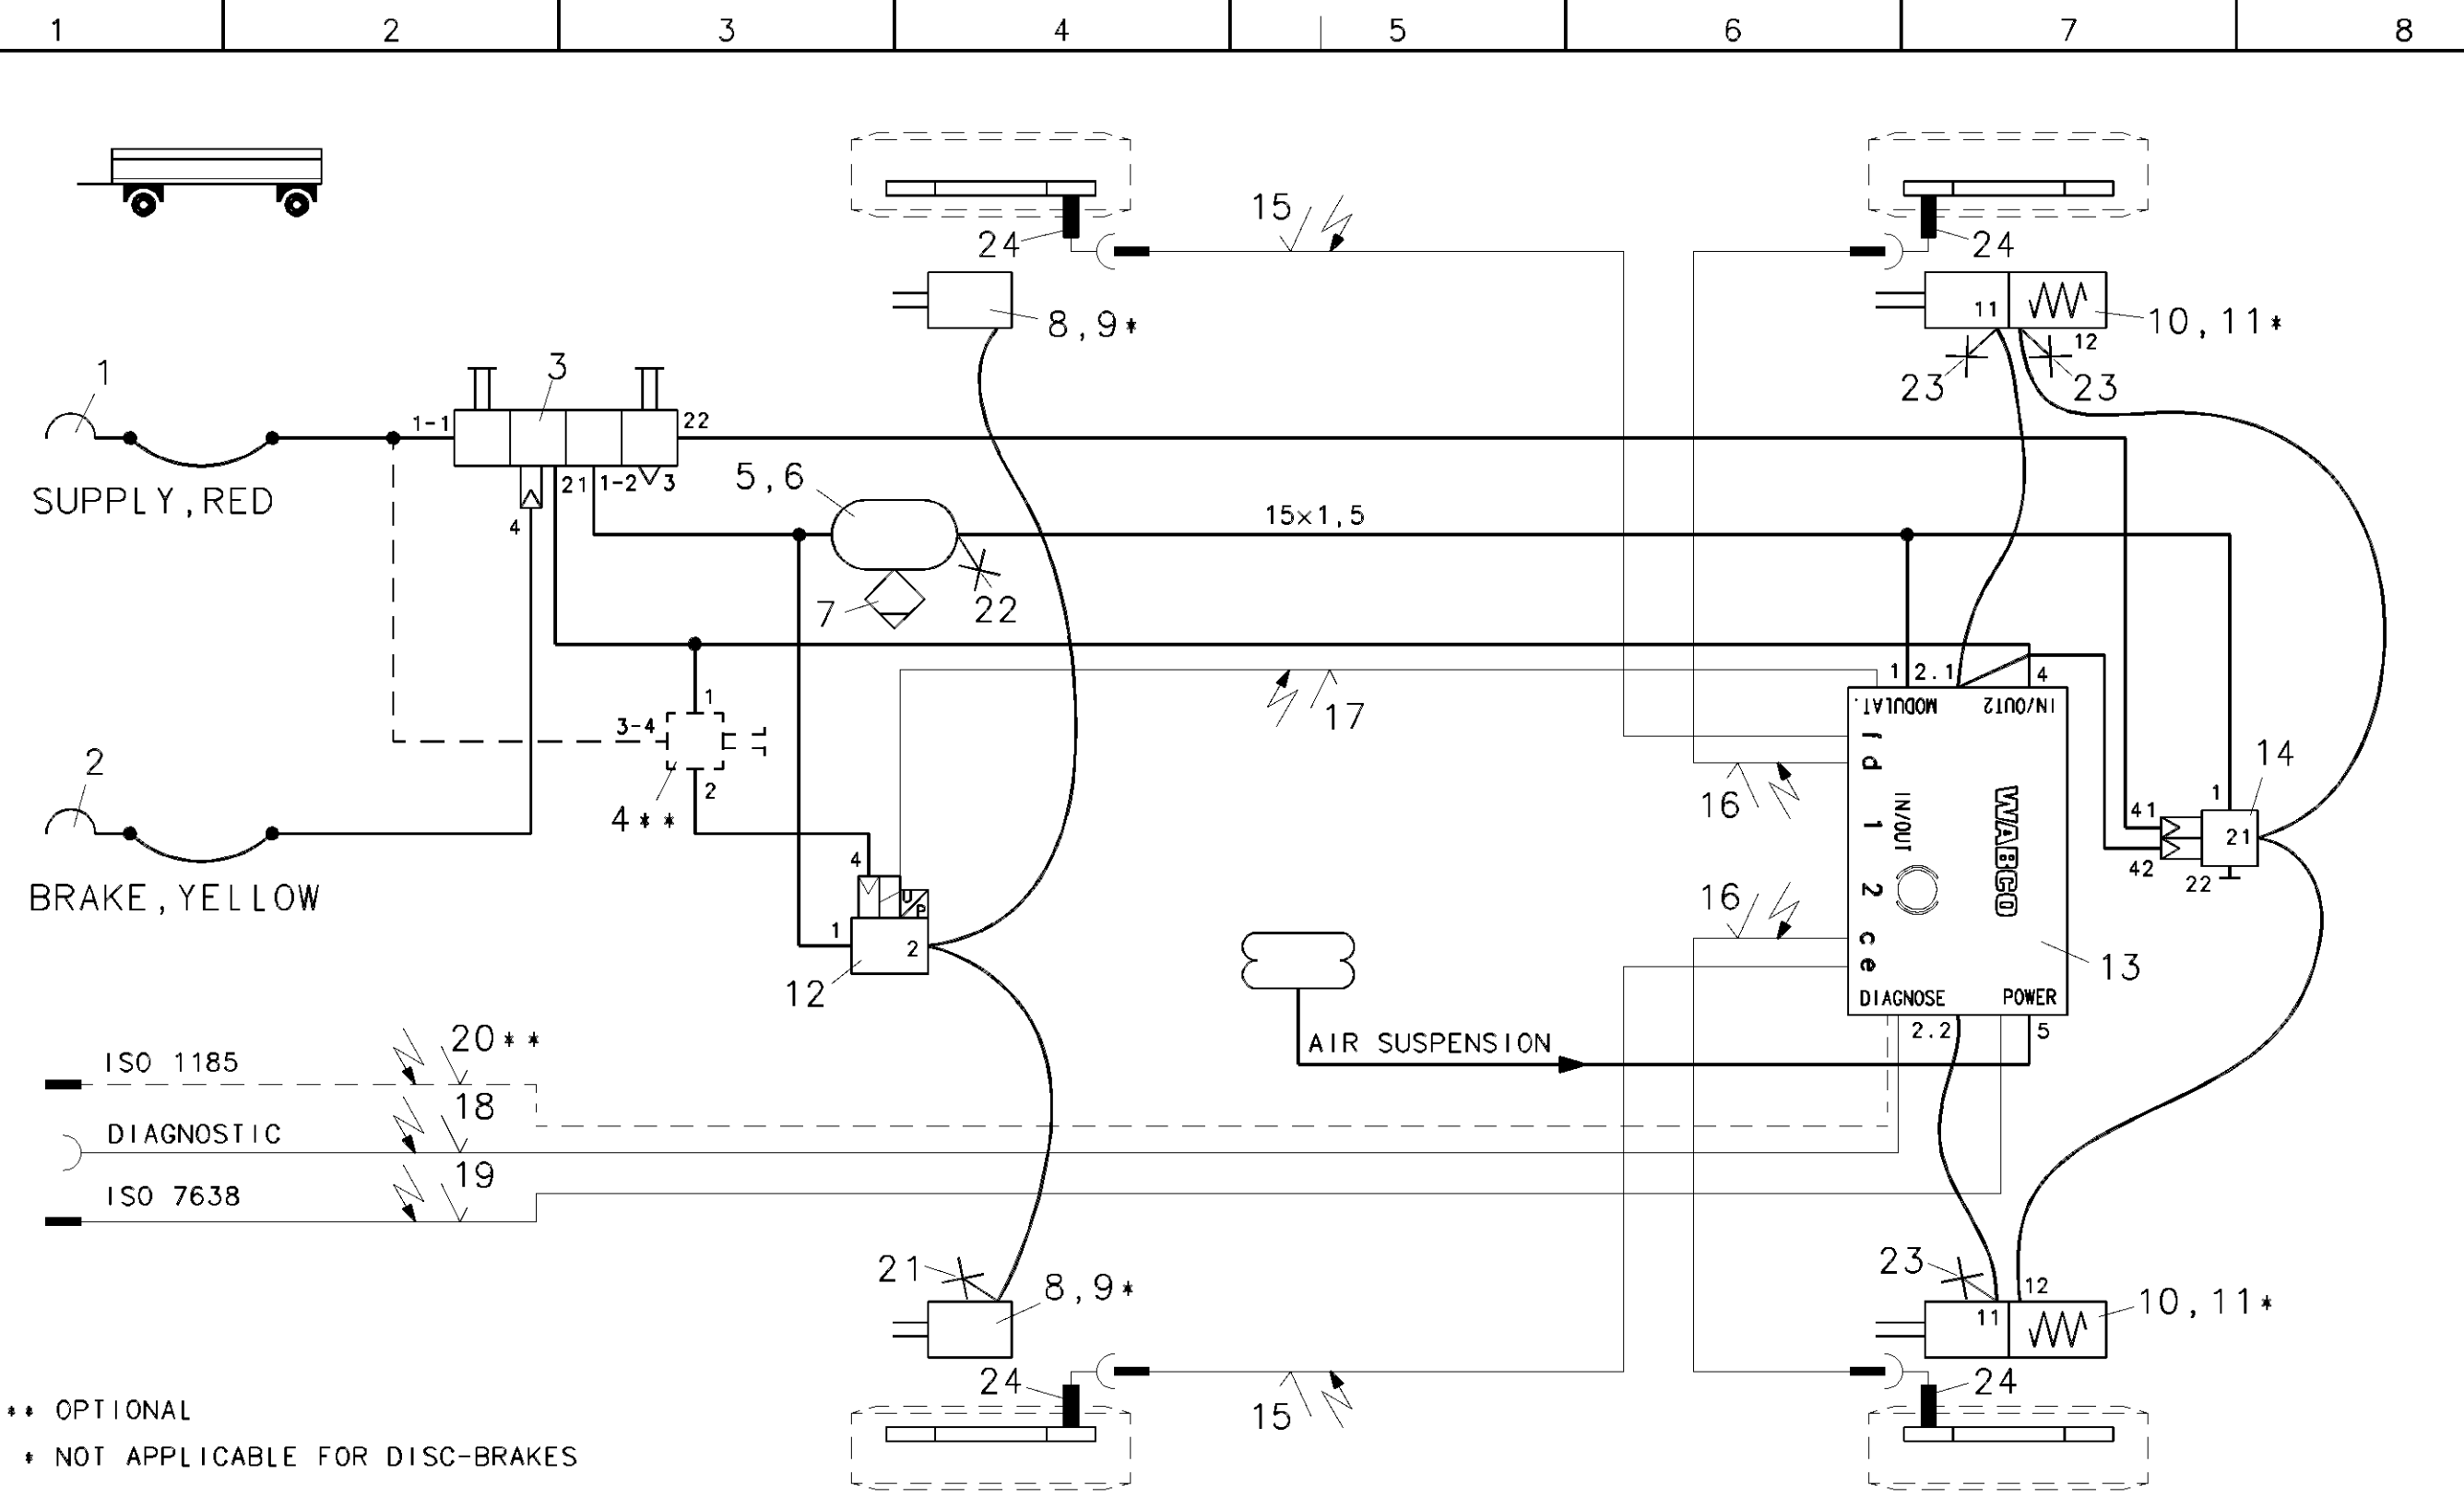 1 2 3 4 5 6 7 8
15
24
24
8,9*
11
10,11*
12
23
23
1
3
1-1
22
SUPPLY,RED
21
1-2
3
4
5,6
15×1,5
7
22
1
2.1
4
17
MODULAT.
IN/OUT2
1
3-4
2
4**
2
BRAKE,YELLOW
f
d
1
2
c
e
IN/OUT
WABCO
16
16
14
1
41
42
21
22
4
U/P
1
2
12
13
DIAGNOSE
POWER
2.2
5
AIR SUSPENSION
20**
ISO 1185
18
DIAGNOSTIC
19
ISO 7638
21
8,9*
23
12
11
10,11*
24
15
24
** OPTIONAL
* NOT APPLICABLE FOR DISC-BRAKES